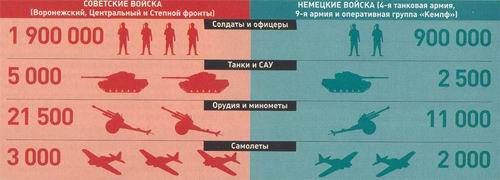 СОВЕТСКИЕ ВОЙСКА
(Воронежский, Центральный и Степной фронты)
НЕМЕЦКИЕ ВОЙСКА (4-я танковая армия,
9-я армия и оперативная группа «Кемпф»)
Солдаты и офицеры
1 900 000
900 000
Танки и САУ
5 000
2 500
Орудия и минометы
21 500
11 000
Самолеты
3 000
2 000